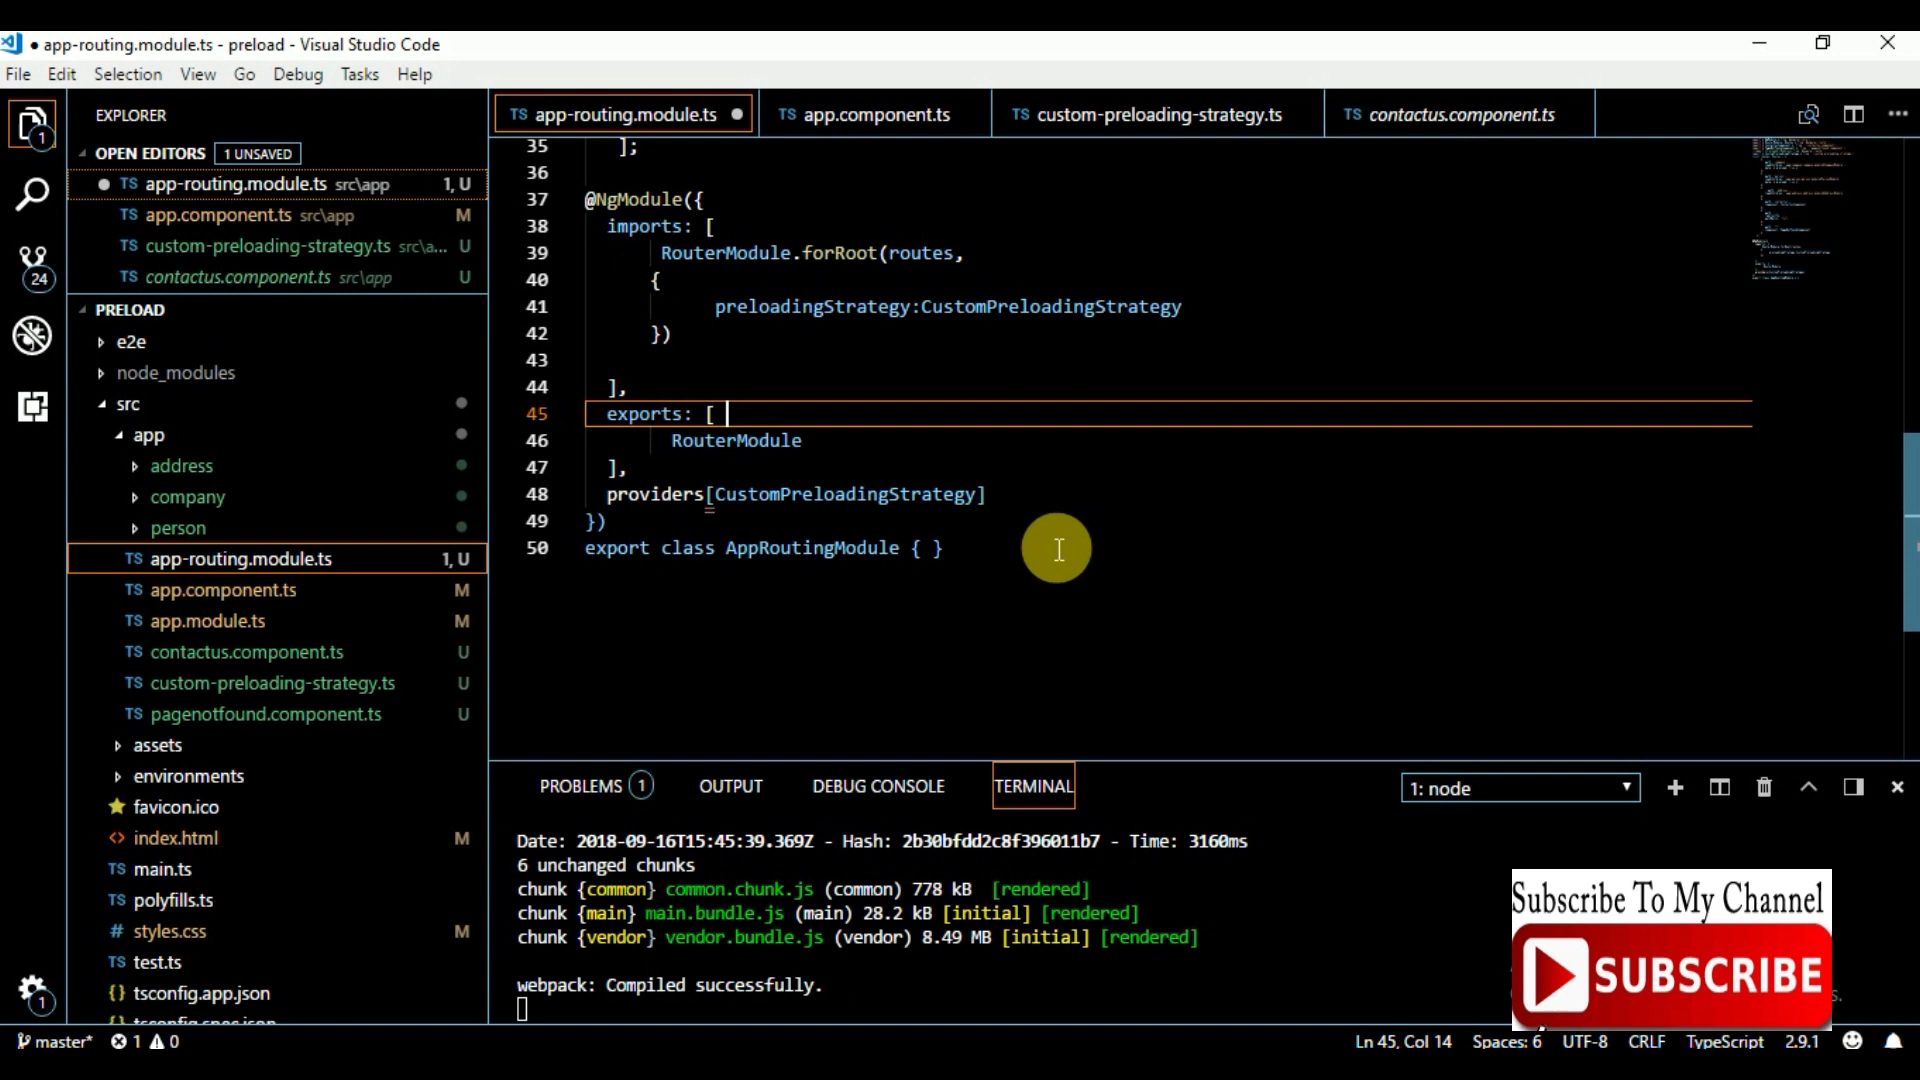 app-routing.module.ts - preload - Visual Studio Code
File Edit Selection View Go Debug Tasks Help
EXPLORER
OPEN EDITORS 1 UNSAVED
TS app-routing.module.ts src\app 1, U
TS app.component.ts src\app M
TS custom-preloading-strategy.ts src\a... U
TS contactus.component.ts src\app U
PRELOAD
e2e
node_modules
src
app
address
company
person
TS app-routing.module.ts 1, U
TS app.component.ts M
TS app.module.ts M
TS contactus.component.ts U
TS custom-preloading-strategy.ts U
TS pagenotfound.component.ts U
assets
environments
favicon.ico
<> index.html M
TS main.ts
TS polyfills.ts
# styles.css M
TS test.ts
{} tsconfig.app.json
{} tsconfig.spec.json
1
24
1
TS app-routing.module.ts TS app.component.ts TS custom-preloading-strategy.ts TS contactus.component.ts
35 ];
36
37 @NgModule({
38 imports: [
39 RouterModule.forRoot(routes,
40 {
41 preloadingStrategy:CustomPreloadingStrategy
42 })
43
44 ],
45 exports: [
46 RouterModule
47 ],
48 providers[CustomPreloadingStrategy]
49 })
50 export class AppRoutingModule { }
PROBLEMS 1 OUTPUT DEBUG CONSOLE TERMINAL 1: node
Date: 2018-09-16T15:45:39.369Z - Hash: 2b30bfdd2c8f396011b7 - Time: 3160ms
6 unchanged chunks
chunk {common} common.chunk.js (common) 778 kB [rendered]
chunk {main} main.bundle.js (main) 28.2 kB [initial] [rendered]
chunk {vendor} vendor.bundle.js (vendor) 8.49 MB [initial] [rendered]
webpack: Compiled successfully.
Subscribe To My Channel
SUBSCRIBE
s.
master* 1 0 Ln 45, Col 14 Spaces: 6 UTF-8 CRLF TypeScript 2.9.1